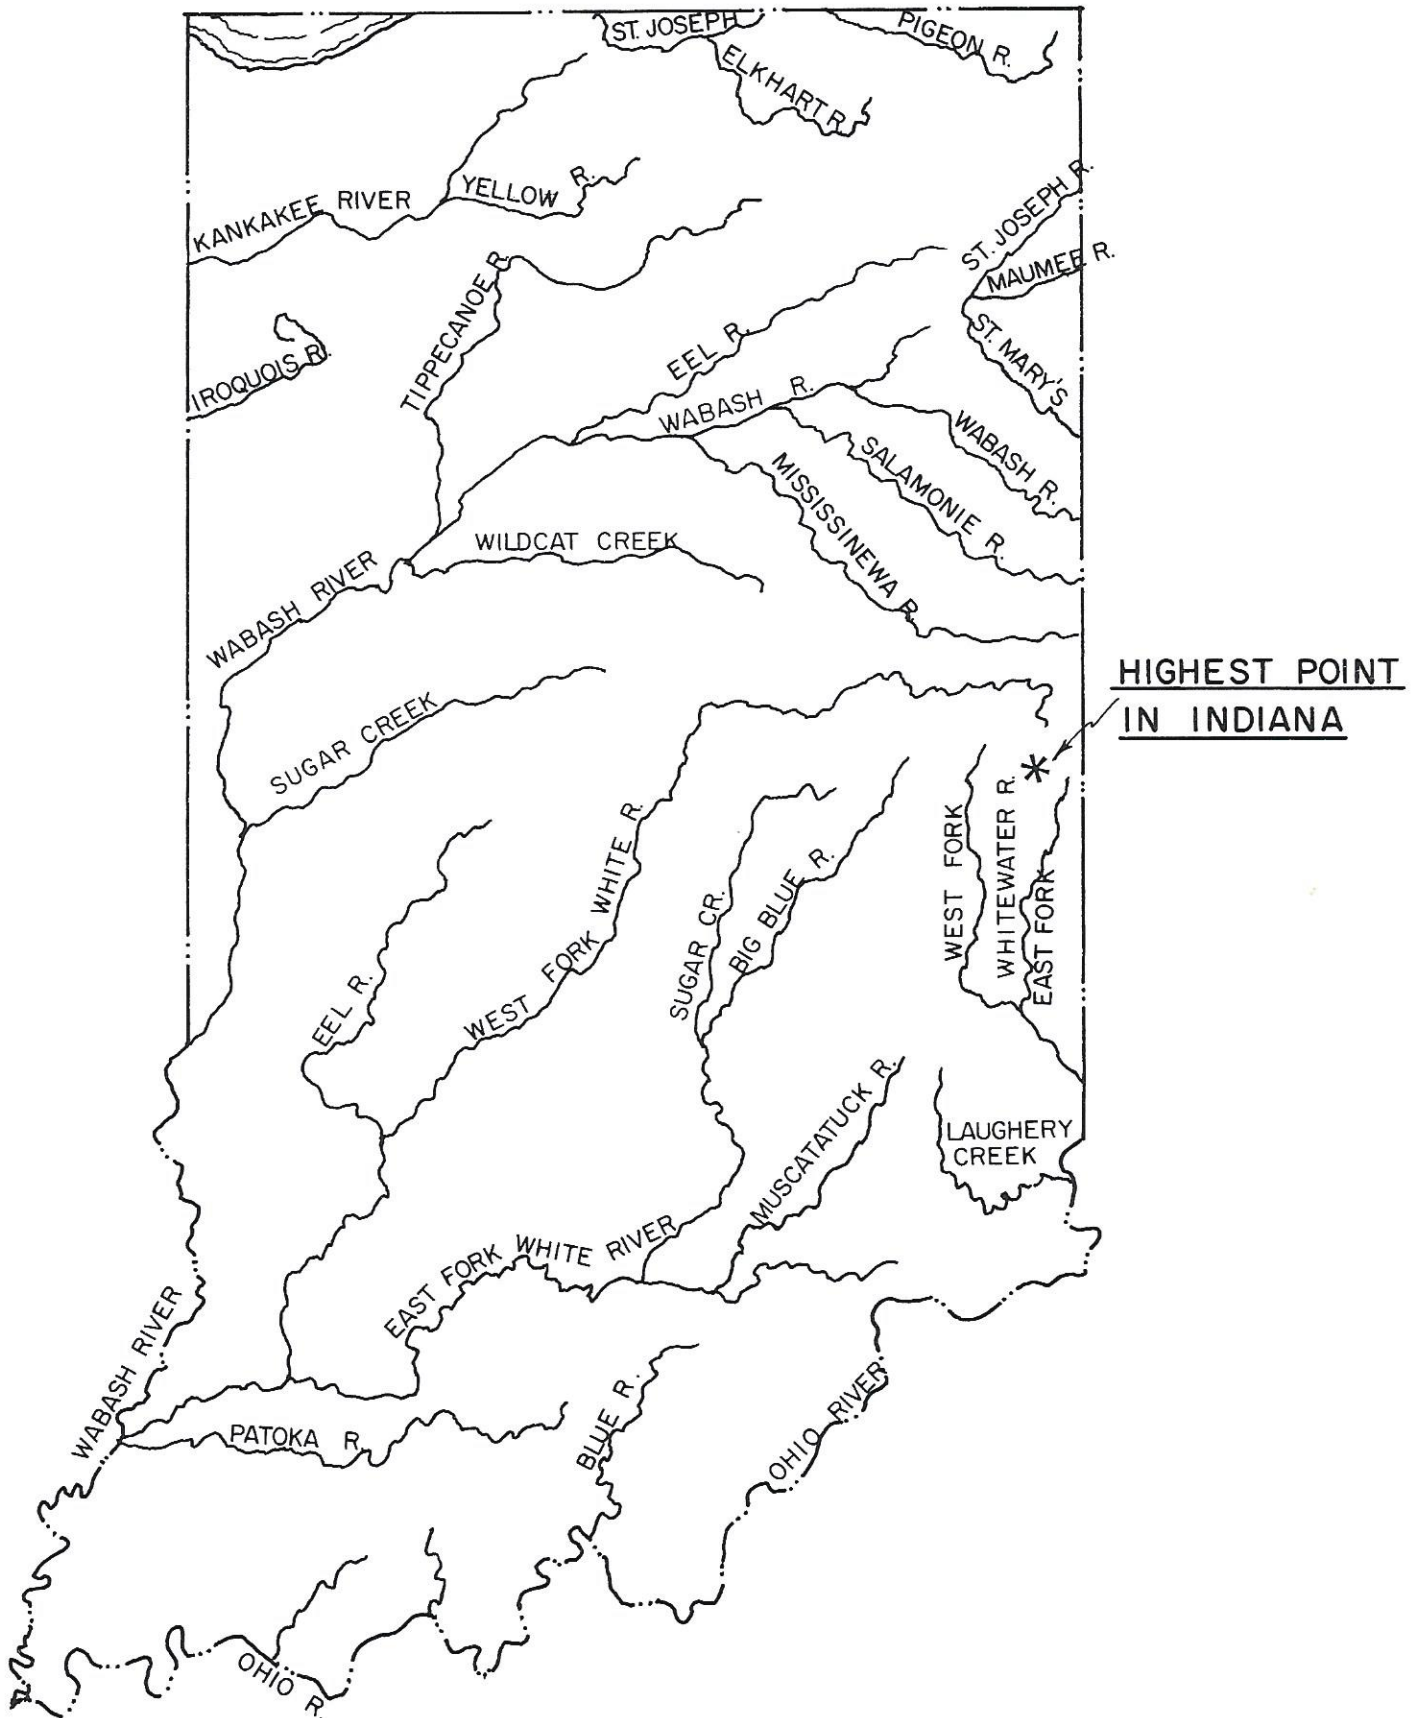 ST. JOSEPH
PIGEON R.
ELKHART R.
KANKAKEE RIVER
YELLOW R.
ST. JOSEPH R.
MAUMEE R.
TIPPECANOE R.
EEL R.
ST. MARY'S
IROQUOIS R.
WABASH R.
WABASH R.
SALAMONIE R.
MISSISSINEWA R.
WILDCAT CREEK
WABASH RIVER
HIGHEST POINT
IN INDIANA
SUGAR CREEK
WEST FORK
WHITEWATER R.
EAST FORK
WEST FORK WHITE R.
SUGAR CR.
BIG BLUE R.
EEL R.
MUSCATATUCK R.
LAUGHERY
CREEK
EAST FORK WHITE RIVER
WABASH RIVER
PATOKA R.
BLUE R.
OHIO RIVER
OHIO R.